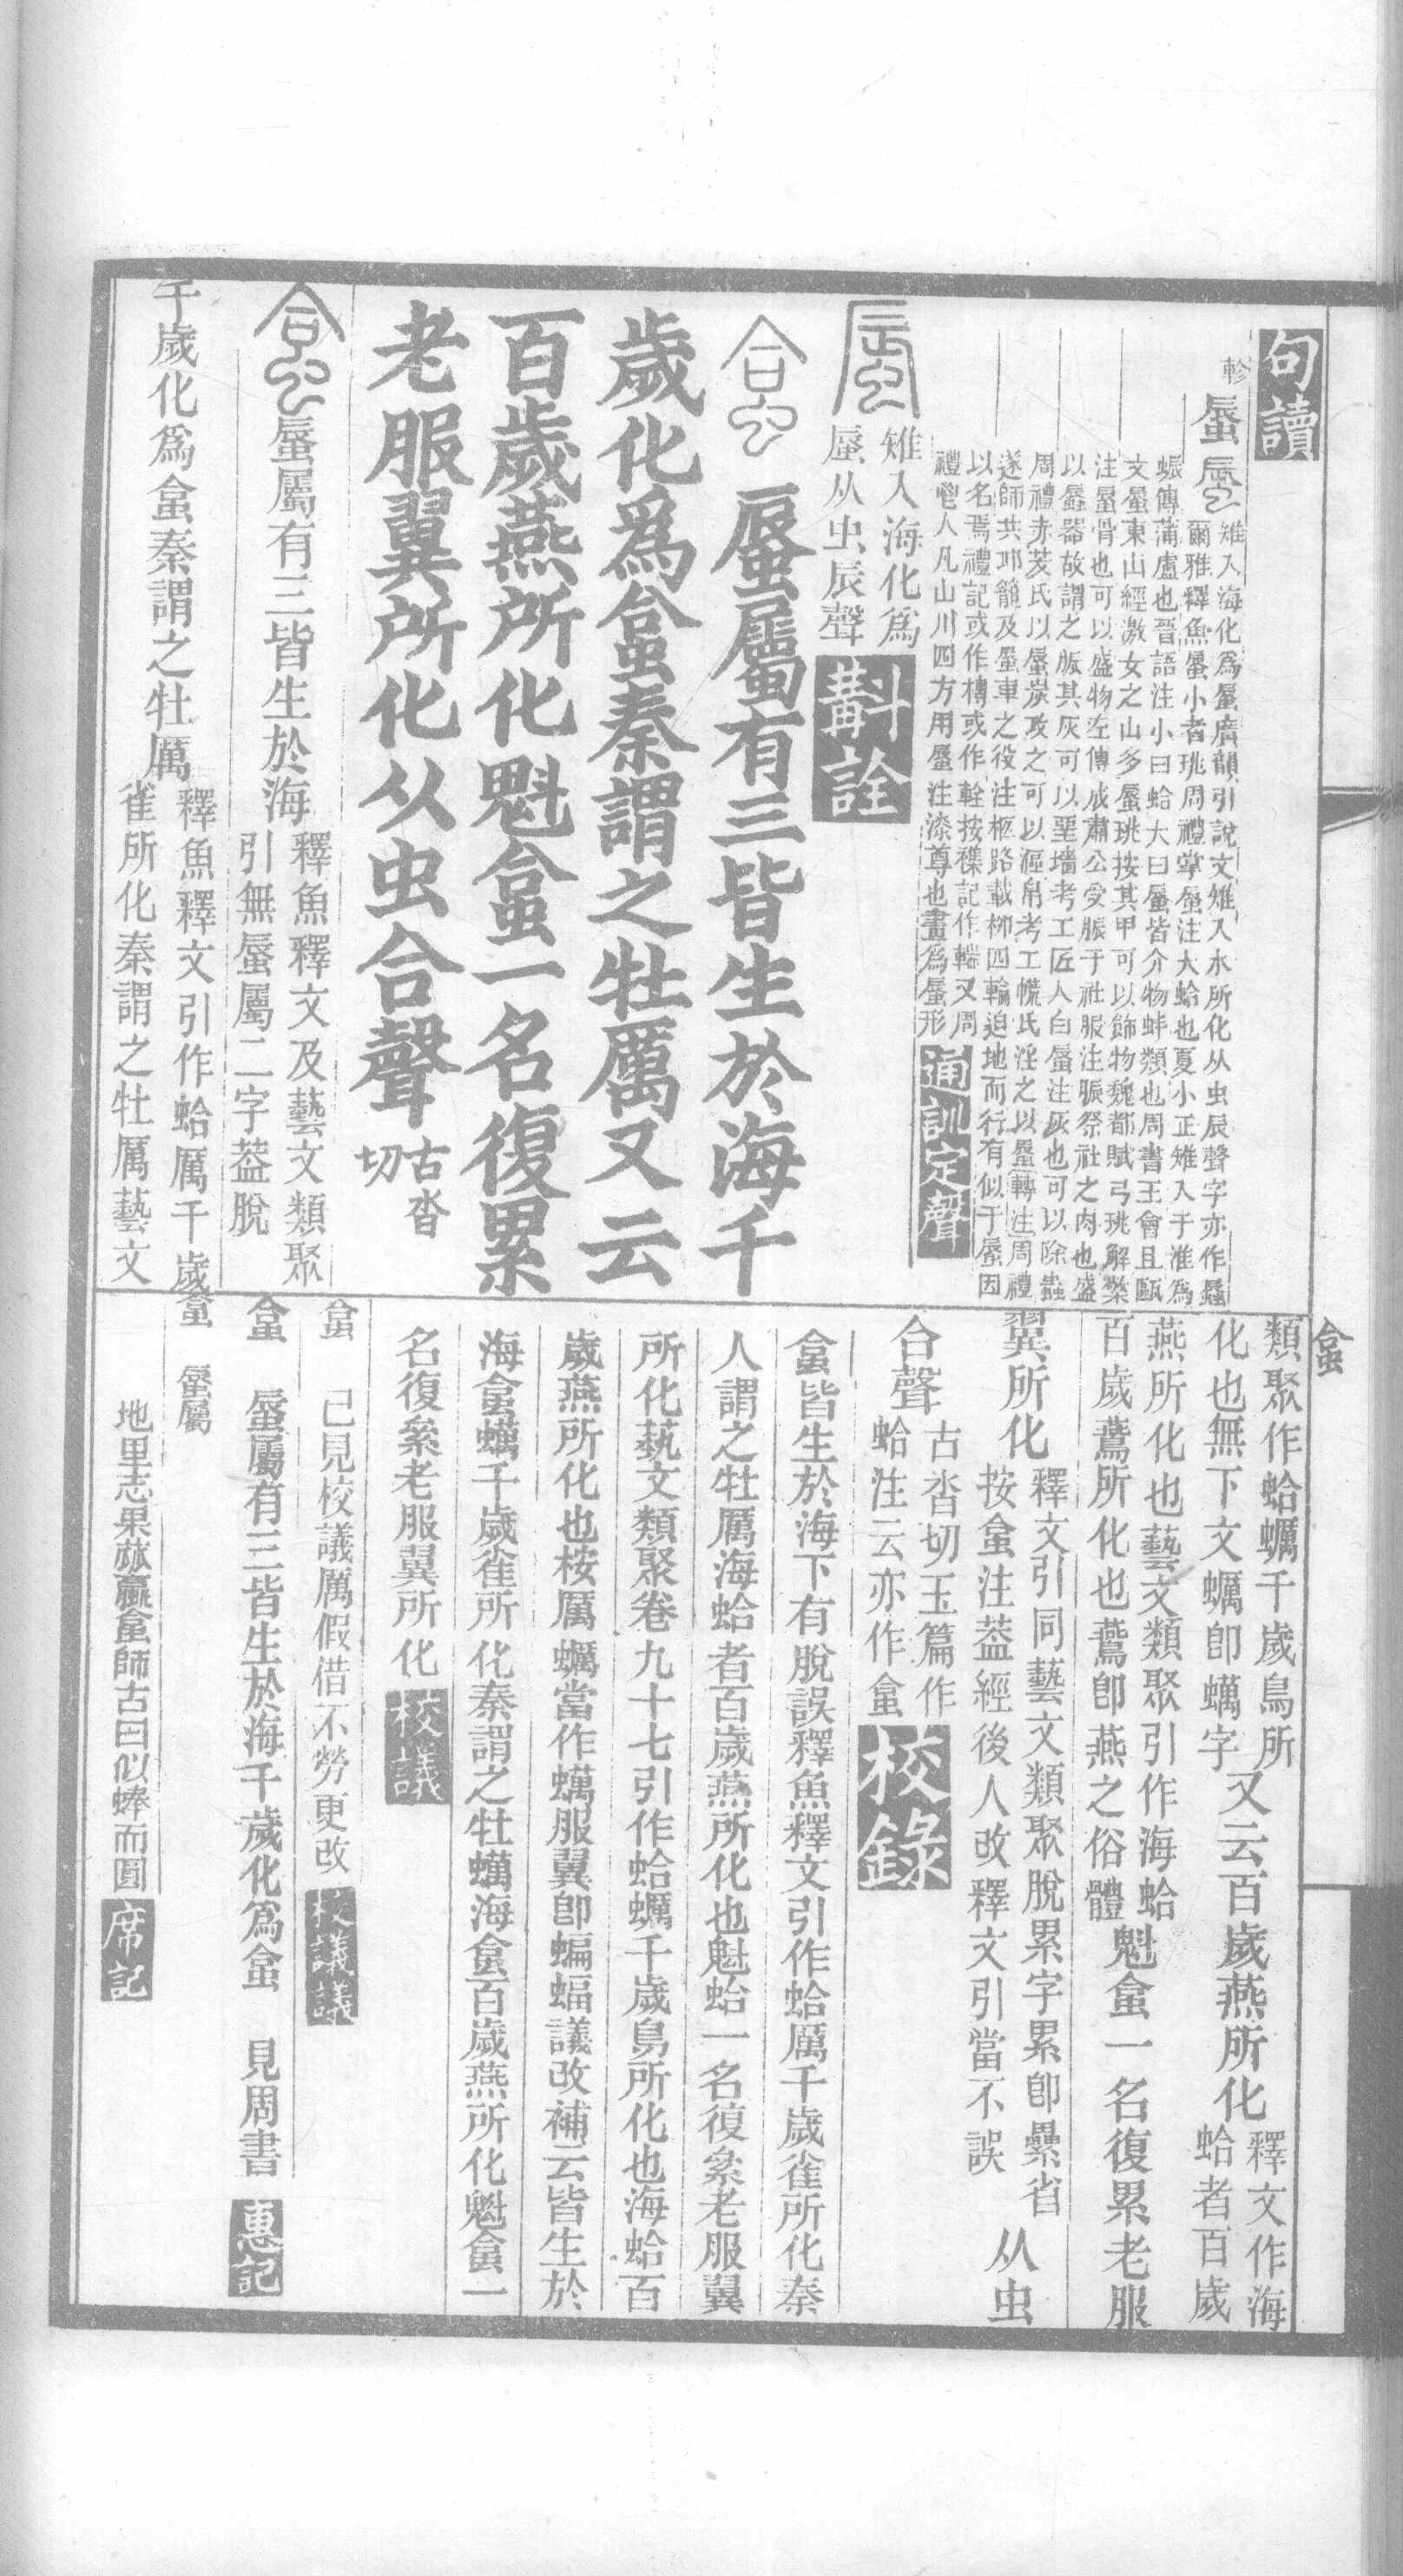 句讀
軫
蜃 雉入海化爲蜃廣韻引說文雉入水所化从虫辰聲字亦作蜄
爾雅釋魚蜃小者珧周禮掌蜃注大蛤也夏小正雉入于淮爲
蜄傳蒲盧也晉語注小曰蛤大曰蜃皆介物蚌類也周書王會且甌
文蜃東山經激女之山多蜃珧按其甲可以飾物魏都賦弓珧解檠
注蜃骨也可以盛物左傳成肅公受脤于社服注脤祭社之肉也盛
以蜃器故謂之脤其灰可以堊墻考工匠人白蜃注灰也可以除蟲
周禮赤犮氏以蜃炭攻之可以湅帛考工㡛氏淫之以蜃轉注周禮
遂師共丘籠及蜃車之役注柩路載柳四輪迫地而行有似于蜃因
以名焉禮記或作槫或作輇按襍記作輲又周
禮鬯人凡山川四方用蜃注漆尊也畫爲蜃形
通訓定聲
雉入海化爲
蜃从虫辰聲
斠詮
蜃屬有三皆生於海千
歲化爲盒秦謂之牡厲又云
百歲燕所化魁盒一名復累
老服翼所化从虫合聲 古沓切
蜃屬有三皆生於海 釋魚釋文及藝文類聚
引無蜃屬二字葢脫
千歲化爲盒秦謂之牡厲 釋魚釋文引作蛤厲千歲
雀所化秦謂之牡厲藝文
類聚作蛤蠣千歲鳥所
化也無下文蠣卽蠇字
又云百歲燕所化 釋文作海
蛤者百歲
燕所化也藝文類聚引作海蛤
百歲鷰所化也鷰卽燕之俗體
魁盒一名復累老服
翼所化 釋文引同藝文類聚脫累字累卽纍省
按盒注葢經後人改釋文引當不誤
从虫
合聲 古沓切玉篇作
蛤注云亦作盒
校錄
盒皆生於海下有脫誤釋魚釋文引作蛤厲千歲雀所化秦
人謂之牡厲海蛤者百歲燕所化也魁蛤一名復絫老服翼
所化藝文類聚卷九十七引作蛤蠣千歲鳥所化也海蛤百
歲燕所化也桉厲蠣當作蠇服翼卽蝙蝠議改補云皆生於
海盒蠇千歲雀所化秦謂之牡蠇海盒百歲燕所化魁盒一
名復絫老服翼所化
校議
已見校議厲假借不勞更改
校議議
蜃屬有三皆生於海千歲化爲盒 見周書
惠記
蜃屬
地里志果蓏蠃盒師古曰似蜯而圓
席記